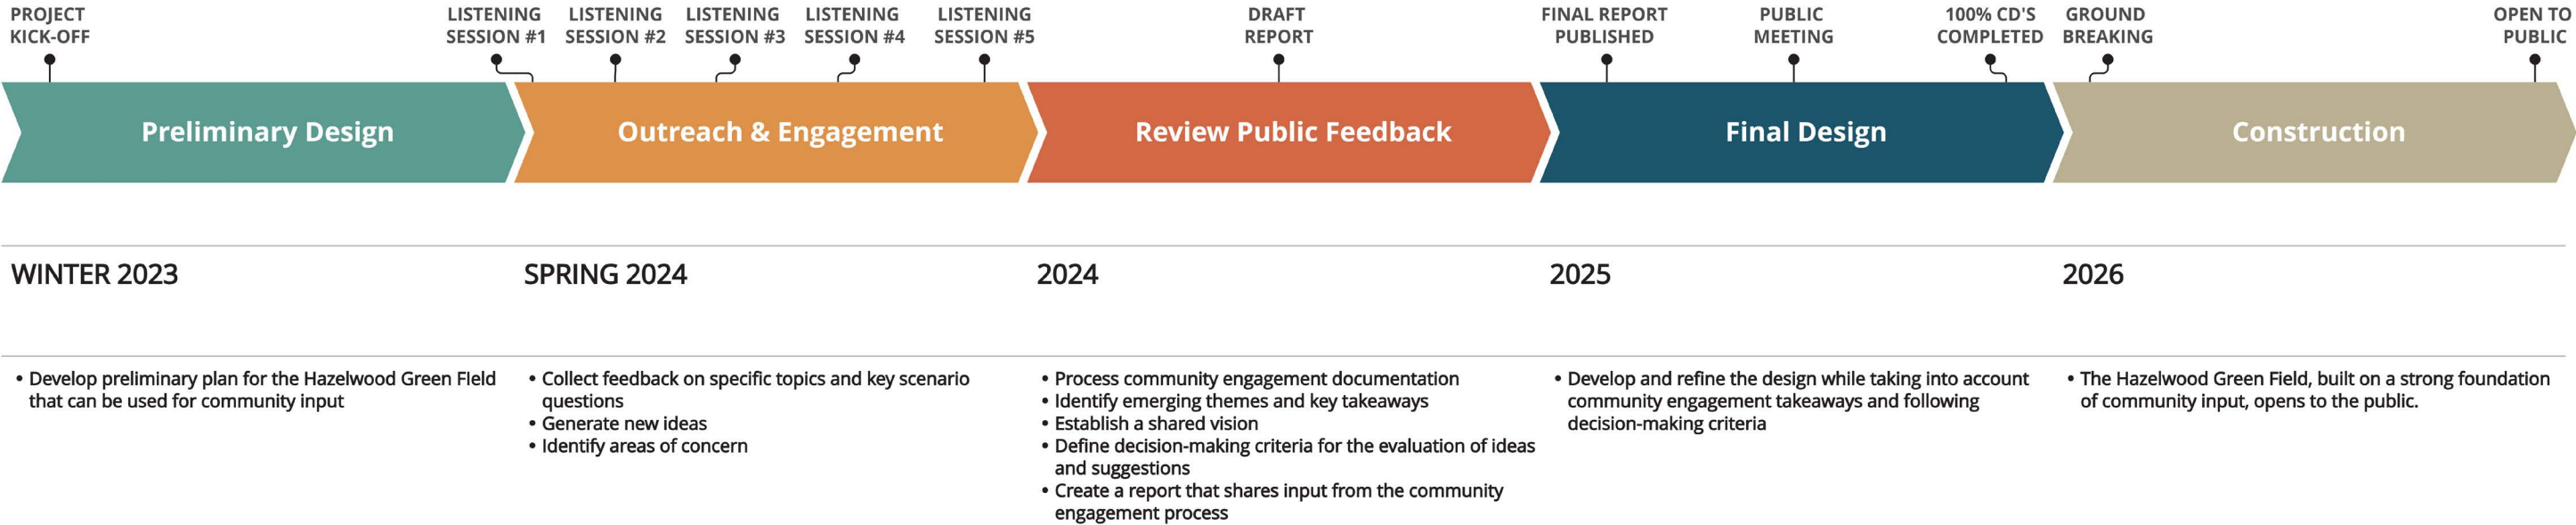 PROJECT
KICK-OFF
LISTENING
SESSION #1
LISTENING
SESSION #2
LISTENING
SESSION #3
LISTENING
SESSION #4
LISTENING
SESSION #5
DRAFT
REPORT
FINAL REPORT
PUBLISHED
PUBLIC
MEETING
100% CD'S
COMPLETED
GROUND
BREAKING
OPEN TO
PUBLIC
Preliminary Design
Outreach & Engagement
Review Public Feedback
Final Design
Construction
WINTER 2023
SPRING 2024
2024
2025
2026
• Develop preliminary plan for the Hazelwood Green Field
that can be used for community input
• Collect feedback on specific topics and key scenario
questions
• Generate new ideas
• Identify areas of concern
• Process community engagement documentation
• Identify emerging themes and key takeaways
• Establish a shared vision
• Define decision-making criteria for the evaluation of ideas
and suggestions
• Create a report that shares input from the community
engagement process
• Develop and refine the design while taking into account
community engagement takeaways and following
decision-making criteria
• The Hazelwood Green Field, built on a strong foundation
of community input, opens to the public.